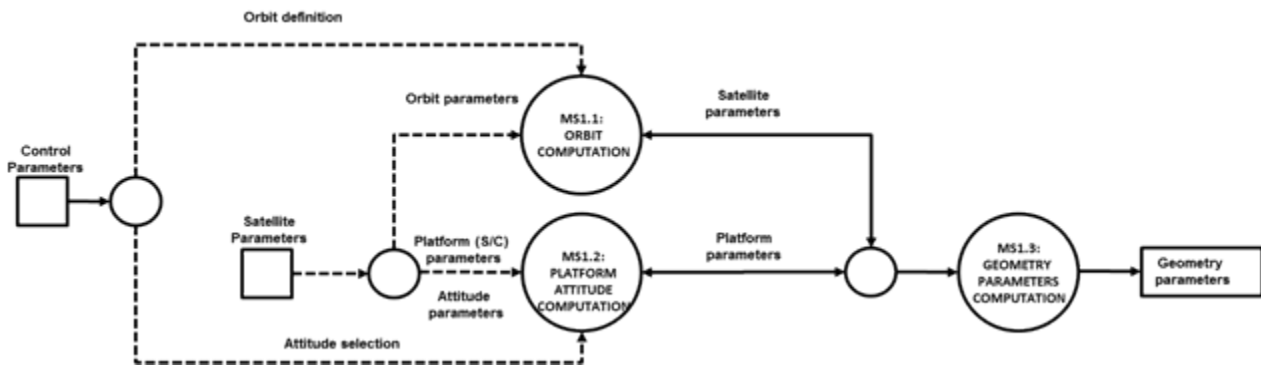 Orbit definition
Orbit parameters
Satellite
parameters
MS1.1:
ORBIT
COMPUTATION
Control
Parameters
Satellite
Parameters
Platform (S/C)
parameters
Attitude
parameters
MS1.2:
PLATFORM
ATTITUDE
COMPUTATION
Platform
parameters
MS1.3:
GEOMETRY
PARAMETERS
COMPUTATION
Geometry
parameters
Attitude selection